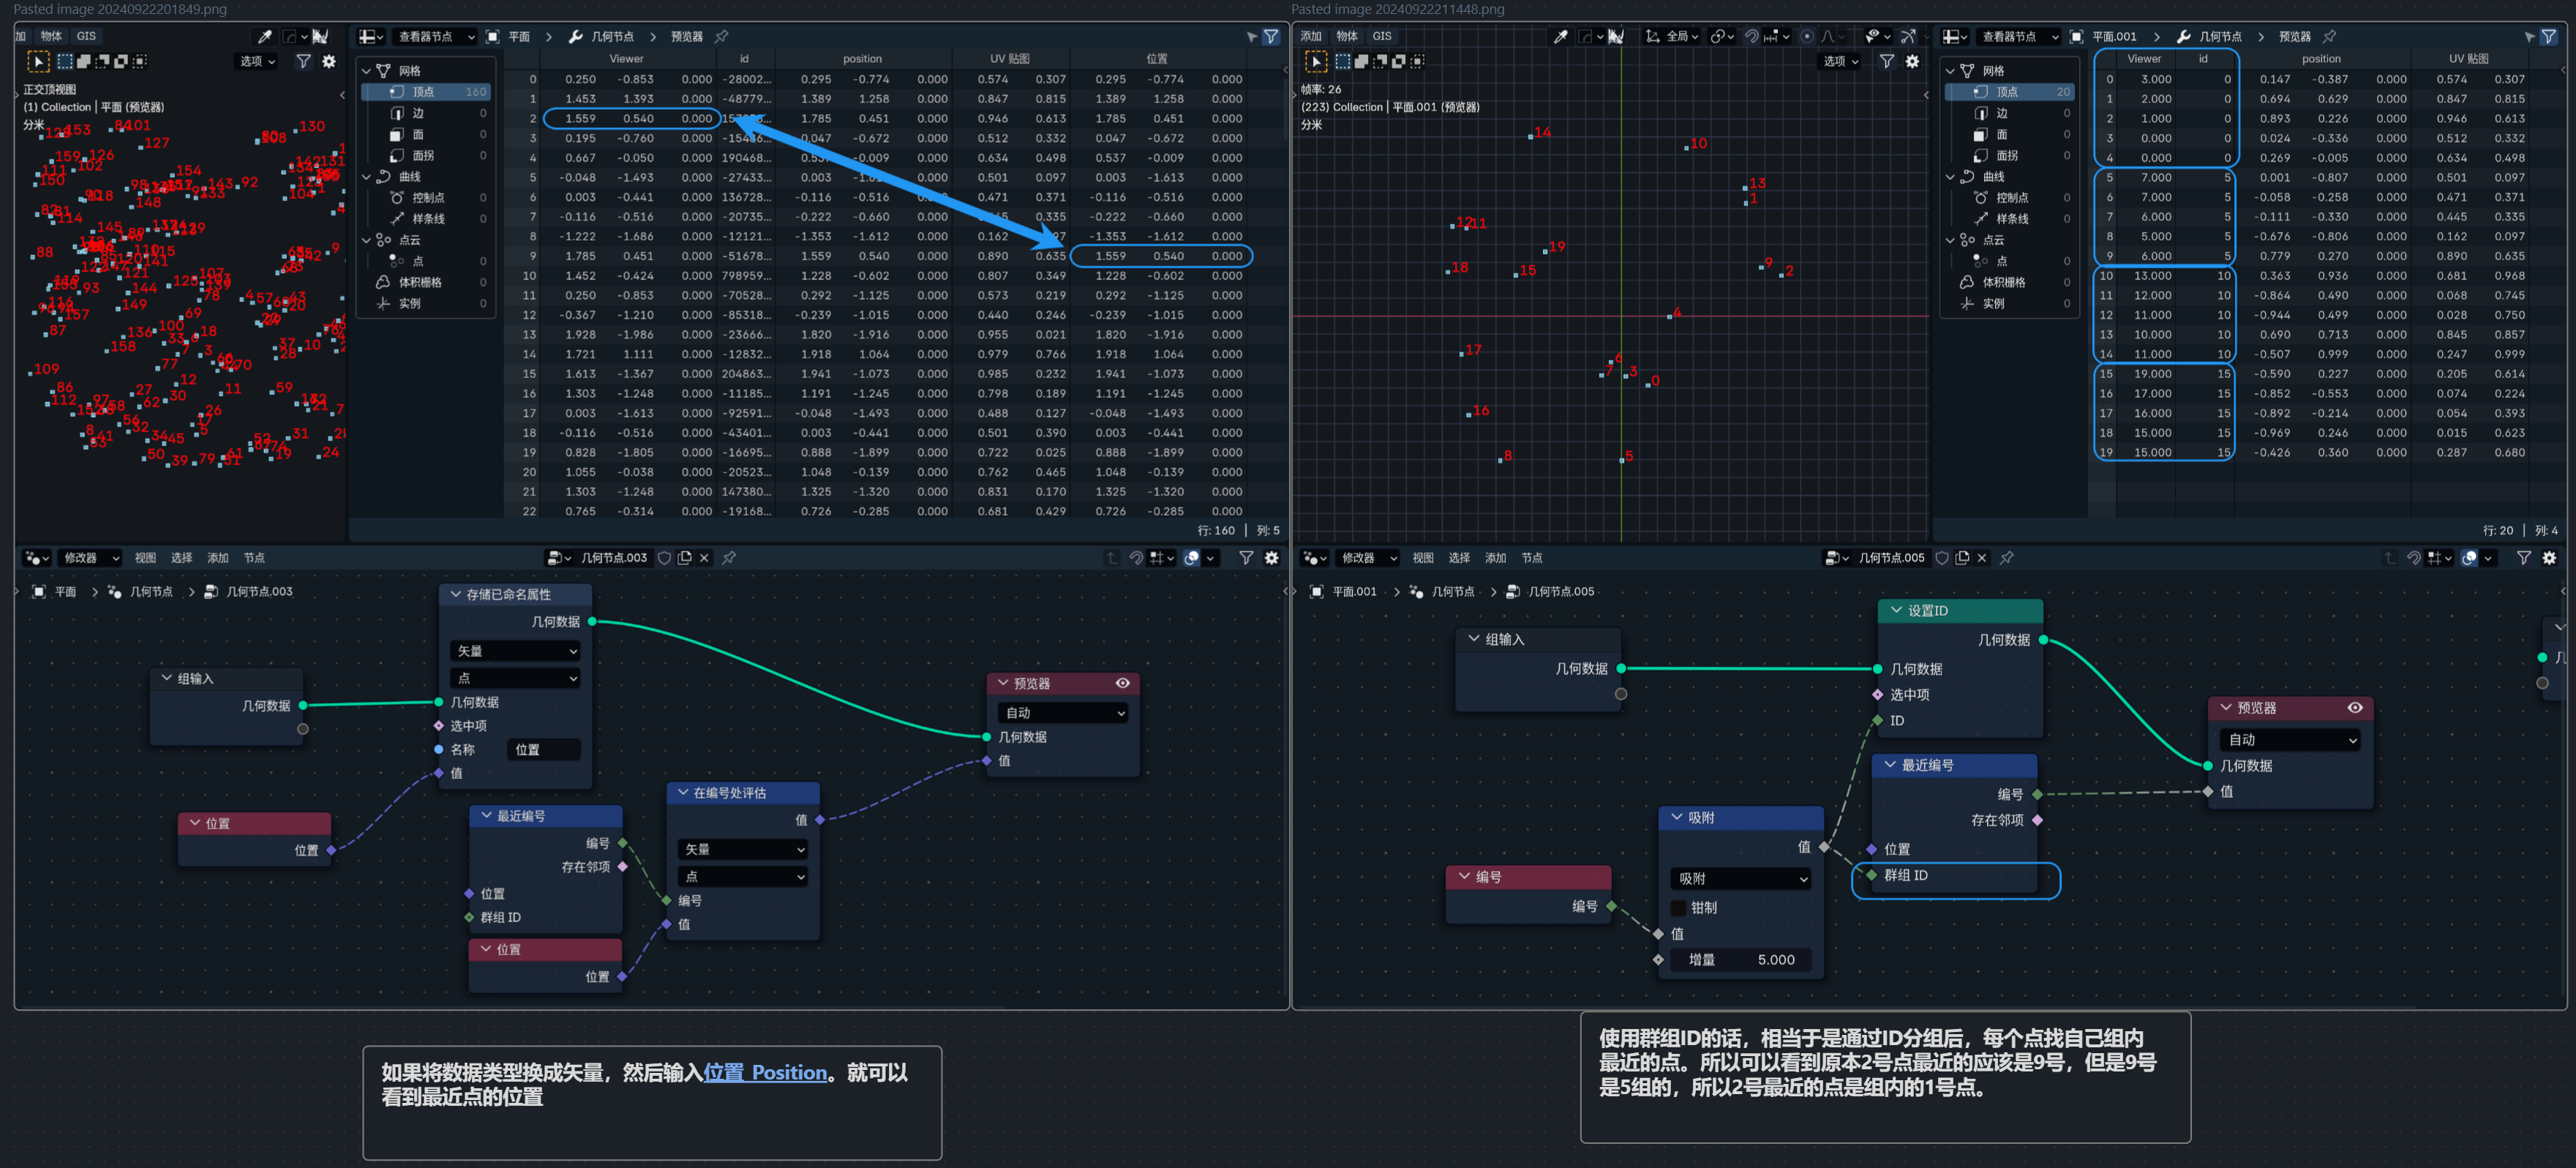 Pasted image 20240922201849.png
加 物体 GIS
选项
正交顶视图
(1) Collection | 平面 (预览器)
分米
查看器节点 平面 几何节点 预览器
网格
顶点 160
边 0
面 0
面拐 0
曲线
控制点 0
样条线 0
点云
点 0
体积栅格 0
实例 0
Viewer id position UV 贴图 位置
0 0.250 -0.853 0.000 -28002... 0.295 -0.774 0.000 0.574 0.307 0.295 -0.774 0.000
1 1.453 1.393 0.000 -48779... 1.389 1.258 0.000 0.847 0.815 1.389 1.258 0.000
2 1.559 0.540 0.000 1.785 0.451 0.000 0.946 0.613 1.785 0.451 0.000
3 0.195 -0.760 0.000 0.047 -0.672 0.000 0.512 0.332 0.047 -0.672 0.000
4 0.667 -0.050 0.000 190468... -0.009 0.000 0.634 0.498 0.537 -0.009 0.000
5 -0.048 -1.493 0.000 -27433... 0.003 0.000 0.501 0.097 0.003 -1.613 0.000
6 0.003 -0.441 0.000 136728... -0.116 -0.516 0.000 0.471 0.371 -0.116 -0.516 0.000
7 -0.116 -0.516 0.000 -20735... -0.222 -0.660 0.000 0.335 -0.222 -0.660 0.000
8 -1.222 -1.686 0.000 -12121... -1.353 -1.612 0.000 0.162 -1.353 -1.612 0.000
9 1.785 0.451 0.000 -51678... 1.559 0.540 0.000 0.890 0.635 1.559 0.540 0.000
10 1.452 -0.424 0.000 798959... 1.228 -0.602 0.000 0.807 0.349 1.228 -0.602 0.000
11 0.250 -0.853 0.000 -70528... 0.292 -1.125 0.000 0.573 0.219 0.292 -1.125 0.000
12 -0.367 -1.210 0.000 -85318... -0.239 -1.015 0.000 0.440 0.246 -0.239 -1.015 0.000
13 1.928 -1.986 0.000 -23666... 1.820 -1.916 0.000 0.955 0.021 1.820 -1.916 0.000
14 1.721 1.111 0.000 -12832... 1.918 1.064 0.000 0.979 0.766 1.918 1.064 0.000
15 1.613 -1.367 0.000 204863... 1.941 -1.073 0.000 0.985 0.232 1.941 -1.073 0.000
16 1.303 -1.248 0.000 -11185... 1.191 -1.245 0.000 0.798 0.189 1.191 -1.245 0.000
17 0.003 -1.613 0.000 -92591... -0.048 -1.493 0.000 0.488 0.127 -0.048 -1.493 0.000
18 -0.116 -0.516 0.000 -43401... 0.003 -0.441 0.000 0.501 0.390 0.003 -0.441 0.000
19 0.828 -1.805 0.000 -16695... 0.888 -1.899 0.000 0.722 0.025 0.888 -1.899 0.000
20 1.055 -0.038 0.000 -20523... 1.048 -0.139 0.000 0.762 0.465 1.048 -0.139 0.000
21 1.303 -1.248 0.000 147380... 1.325 -1.320 0.000 0.831 0.170 1.325 -1.320 0.000
22 0.765 -0.314 0.000 -19168... 0.726 -0.285 0.000 0.681 0.429 0.726 -0.285 0.000
行: 160 | 列: 5
修改器 视图 选择 添加 节点 几何节点.003
平面 几何节点 几何节点.003
组输入
几何数据
存储已命名属性
几何数据
矢量
点
几何数据
选中项
名称 位置
值
位置
位置
最近编号
编号
存在邻项
位置
群组 ID
位置
位置
在编号处评估
值
矢量
点
编号
值
预览器
自动
几何数据
值
如果将数据类型换成矢量，然后输入位置 Position。就可以
看到最近点的位置
Pasted image 20240922211448.png
添加 物体 GIS 全局
选项
帧率: 26
(223) Collection | 平面.001 (预览器)
分米
14
10
13
1
12 11
19
9 2
18 15
4
17
6
7 3 0
16
8 5
查看器节点 平面.001 几何节点 预览器
网格
顶点 20
边 0
面 0
面拐 0
曲线
控制点 0
样条线 0
点云
点 0
体积栅格 0
实例 0
Viewer id position UV 贴图
0 3.000 0 0.147 -0.387 0.000 0.574 0.307
1 2.000 0 0.694 0.629 0.000 0.847 0.815
2 1.000 0 0.893 0.226 0.000 0.946 0.613
3 0.000 0 0.024 -0.336 0.000 0.512 0.332
4 0.000 0 0.269 -0.005 0.000 0.634 0.498
5 7.000 5 0.001 -0.807 0.000 0.501 0.097
6 7.000 5 -0.058 -0.258 0.000 0.471 0.371
7 6.000 5 -0.111 -0.330 0.000 0.445 0.335
8 5.000 5 -0.676 -0.806 0.000 0.162 0.097
9 6.000 5 0.779 0.270 0.000 0.890 0.635
10 13.000 10 0.363 0.936 0.000 0.681 0.968
11 12.000 10 -0.864 0.490 0.000 0.068 0.745
12 11.000 10 -0.944 0.499 0.000 0.028 0.750
13 10.000 10 0.690 0.713 0.000 0.845 0.857
14 11.000 10 -0.507 0.999 0.000 0.247 0.999
15 19.000 15 -0.590 0.227 0.000 0.205 0.614
16 17.000 15 -0.852 -0.553 0.000 0.074 0.224
17 16.000 15 -0.892 -0.214 0.000 0.054 0.393
18 15.000 15 -0.969 0.246 0.000 0.015 0.623
19 15.000 15 -0.426 0.360 0.000 0.287 0.680
行: 20 | 列: 4
修改器 视图 选择 添加 节点 几何节点.005
平面.001 几何节点 几何节点.005
组输入
几何数据
设置ID
几何数据
几何数据
选中项
ID
最近编号
编号
存在邻项
位置
群组 ID
编号
编号
吸附
值
吸附
钳制
值
增量 5.000
预览器
自动
几何数据
值
使用群组ID的话，相当于是通过ID分组后，每个点找自己组内
最近的点。所以可以看到原本2号点最近的应该是9号，但是9号
是5组的，所以2号最近的点是组内的1号点。